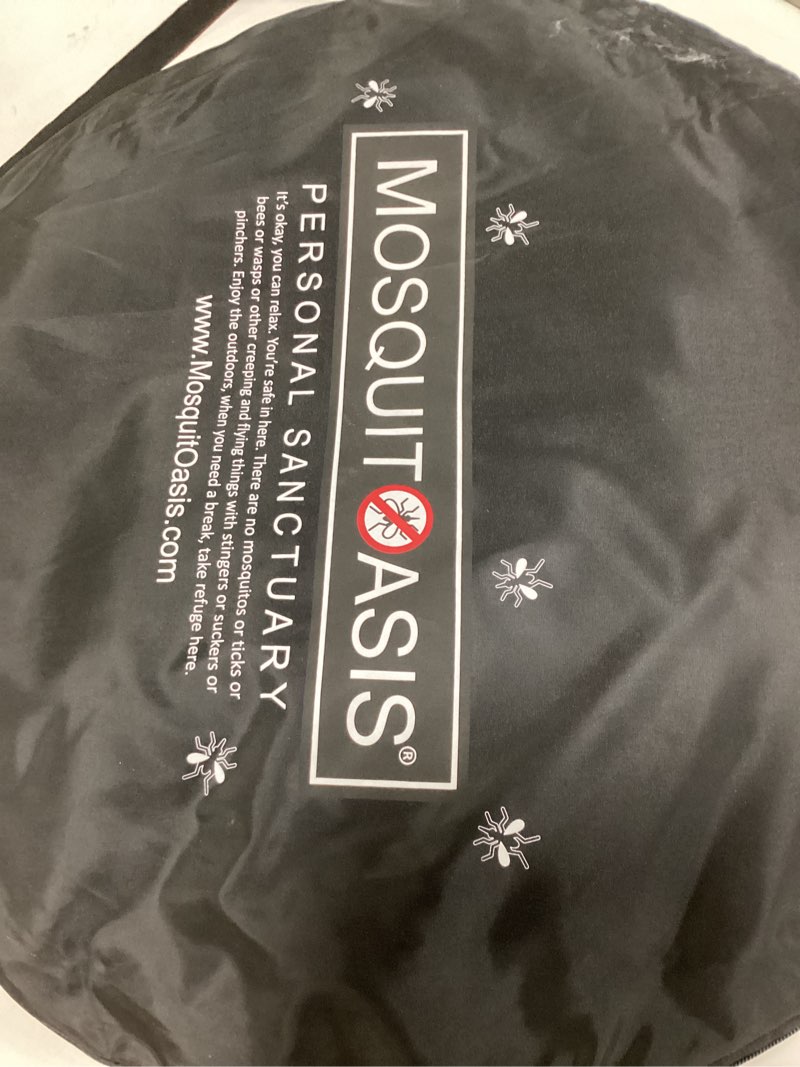 MOSQUITOASIS®
PERSONAL SANCTUARY
It's okay, you can relax. You're safe in here. There are no mosquitos or ticks or
bees or wasps or other creeping and flying things with stingers or suckers or
pinchers. Enjoy the outdoors, when you need a break, take refuge here.
www.MosquitOasis.com